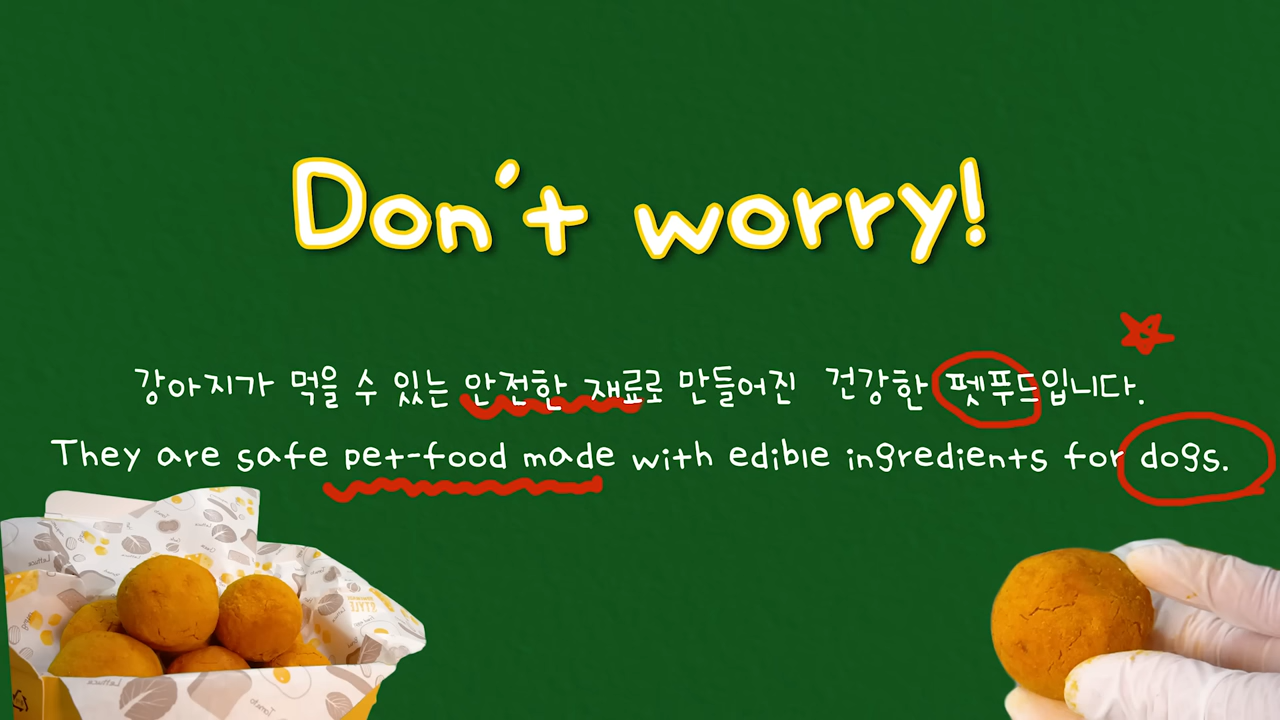 Don't worry!
강아지가 먹을 수 있는 안전한 재료로 만들어진 건강한 펫푸드입니다.
They are safe pet-food made with edible ingredients for dogs.